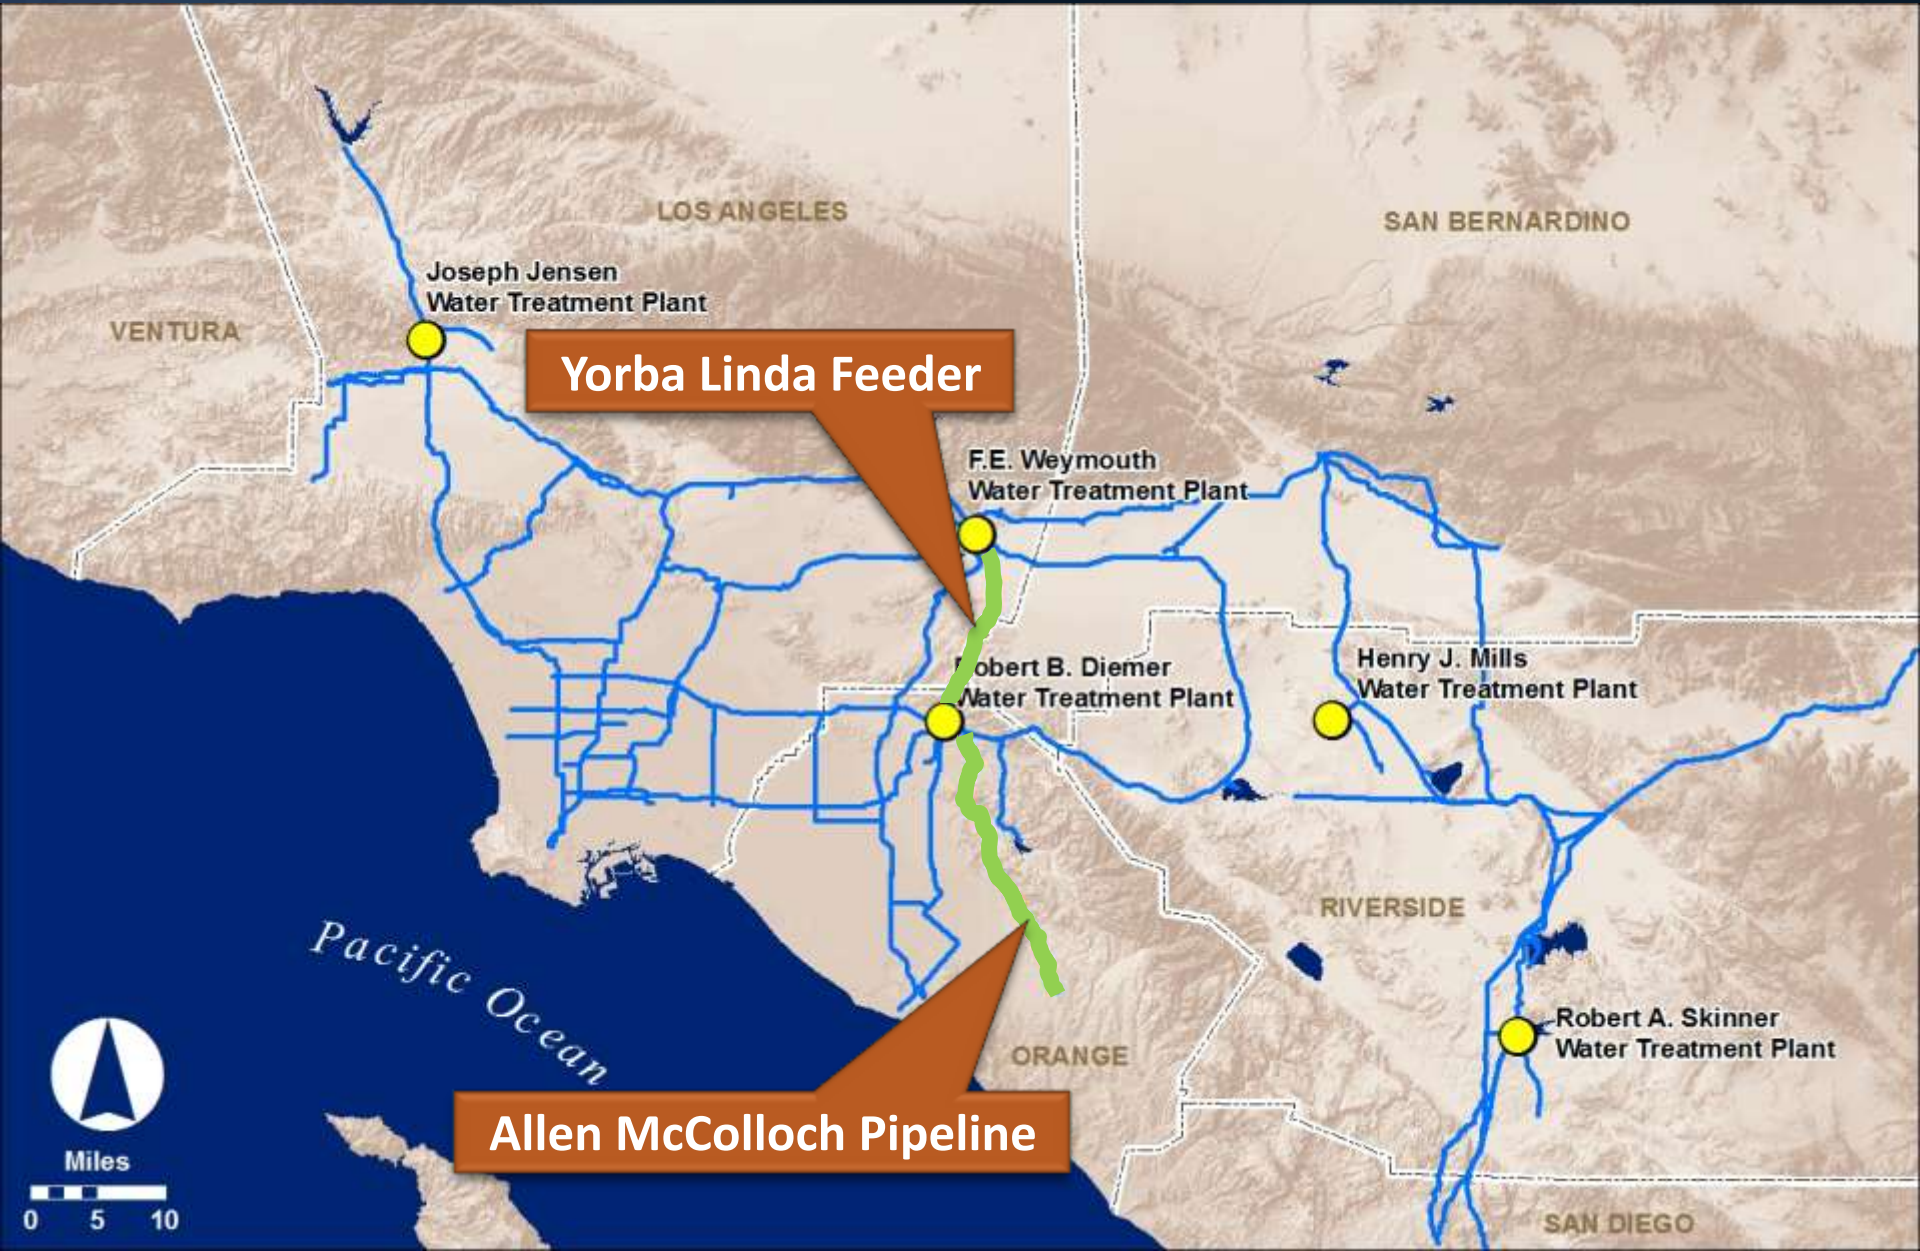 LOS ANGELES
SAN BERNARDINO
Joseph Jensen
Water Treatment Plant
VENTURA
Yorba Linda Feeder
F.E. Weymouth
Water Treatment Plant
Robert B. Diemer
Water Treatment Plant
Henry J. Mills
Water Treatment Plant
RIVERSIDE
Pacific Ocean
Robert A. Skinner
Water Treatment Plant
ORANGE
Allen McColloch Pipeline
Miles
0 5 10
SAN DIEGO